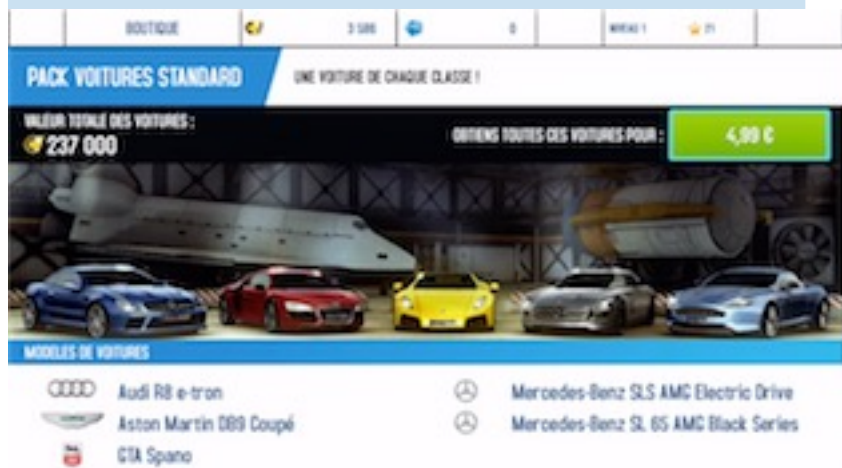 BOUTIQUE 3 586 0 NIVEAU 1 21
PACK VOITURES STANDARD UNE VOITURE DE CHAQUE CLASSE !
VALEUR TOTALE DES VOITURES :
237 000
OBTIENS TOUTES CES VOITURES POUR : 4,99 €
MODELES DE VOITURES
Audi R8 e-tron Mercedes-Benz SLS AMG Electric Drive
Aston Martin DB9 Coupé Mercedes-Benz SL 65 AMG Black Series
GTA Spano